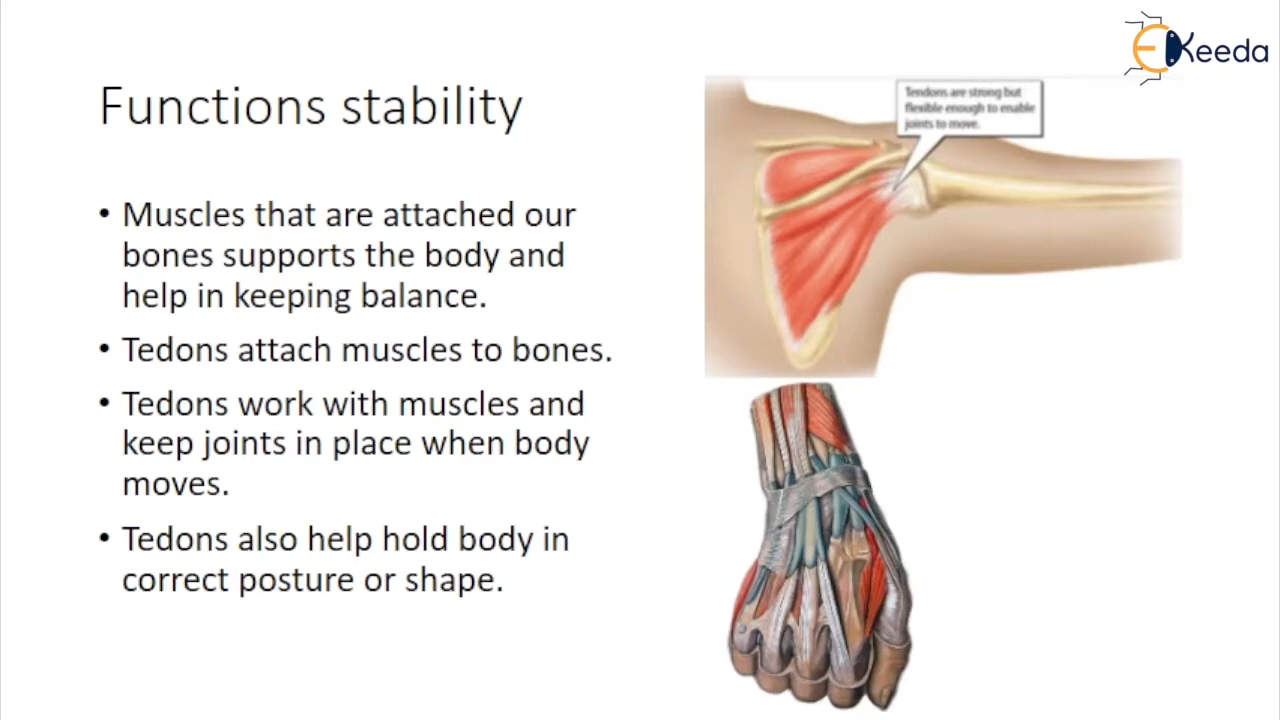 EKeeda
Functions stability
Tendons are strong but
flexible enough to enable
joints to move.
• Muscles that are attached our
bones supports the body and
help in keeping balance.
• Tedons attach muscles to bones.
• Tedons work with muscles and
keep joints in place when body
moves.
• Tedons also help hold body in
correct posture or shape.